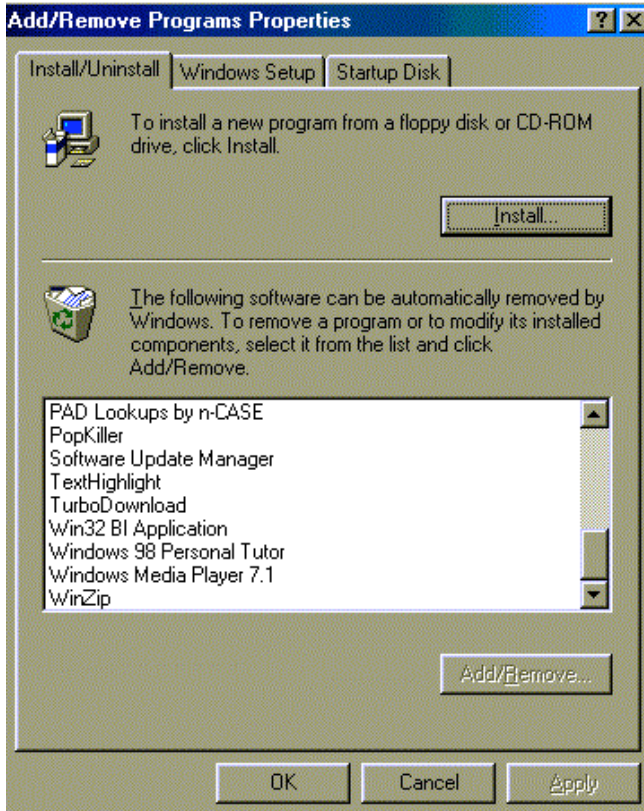 Add/Remove Programs Properties
?
Install/Uninstall Windows Setup Startup Disk
To install a new program from a floppy disk or CD-ROM
drive, click Install.
Install...
The following software can be automatically removed by
Windows. To remove a program or to modify its installed
components, select it from the list and click
Add/Remove.
PAD Lookups by n-CASE
PopKiller
Software Update Manager
TextHighlight
TurboDownload
Win32 BI Application
Windows 98 Personal Tutor
Windows Media Player 7.1
WinZip
Add/Remove...
OK Cancel Apply